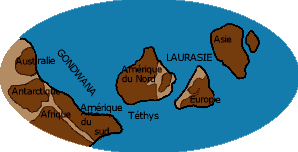 Australie
Antarctique
Afrique
Amérique
du
sud
GONDWANA
Amérique
du Nord
Téthys
LAURASIE
Europe
Asie